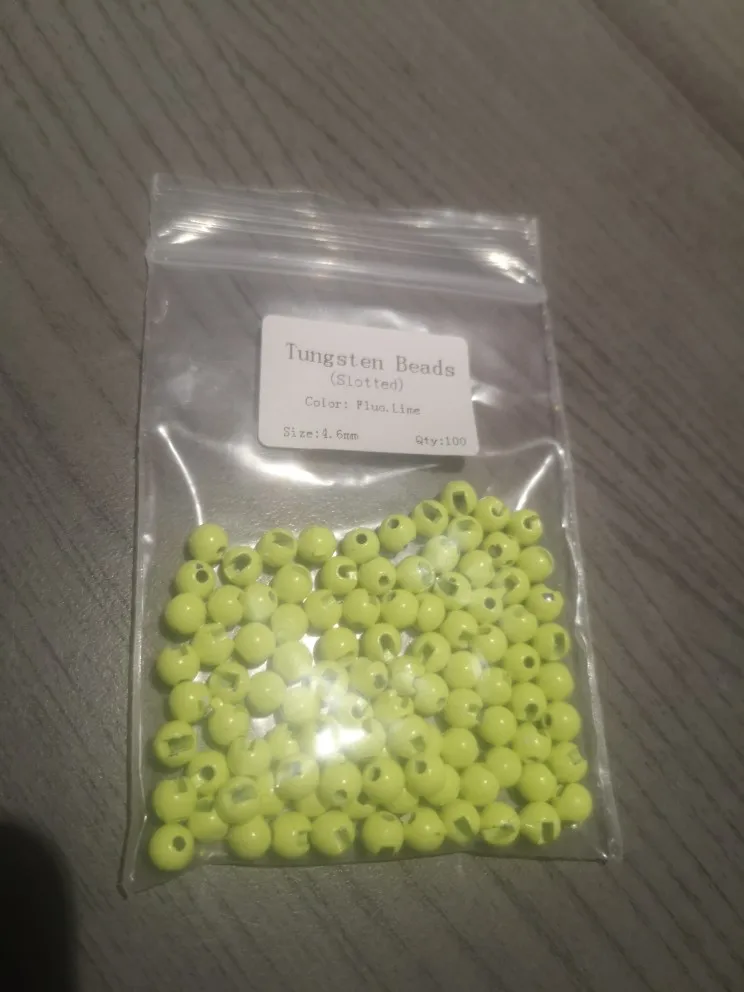 Tungsten Beads
(Slotted)
Color: Fluo.Lime
Size:4.6mm Qty:100